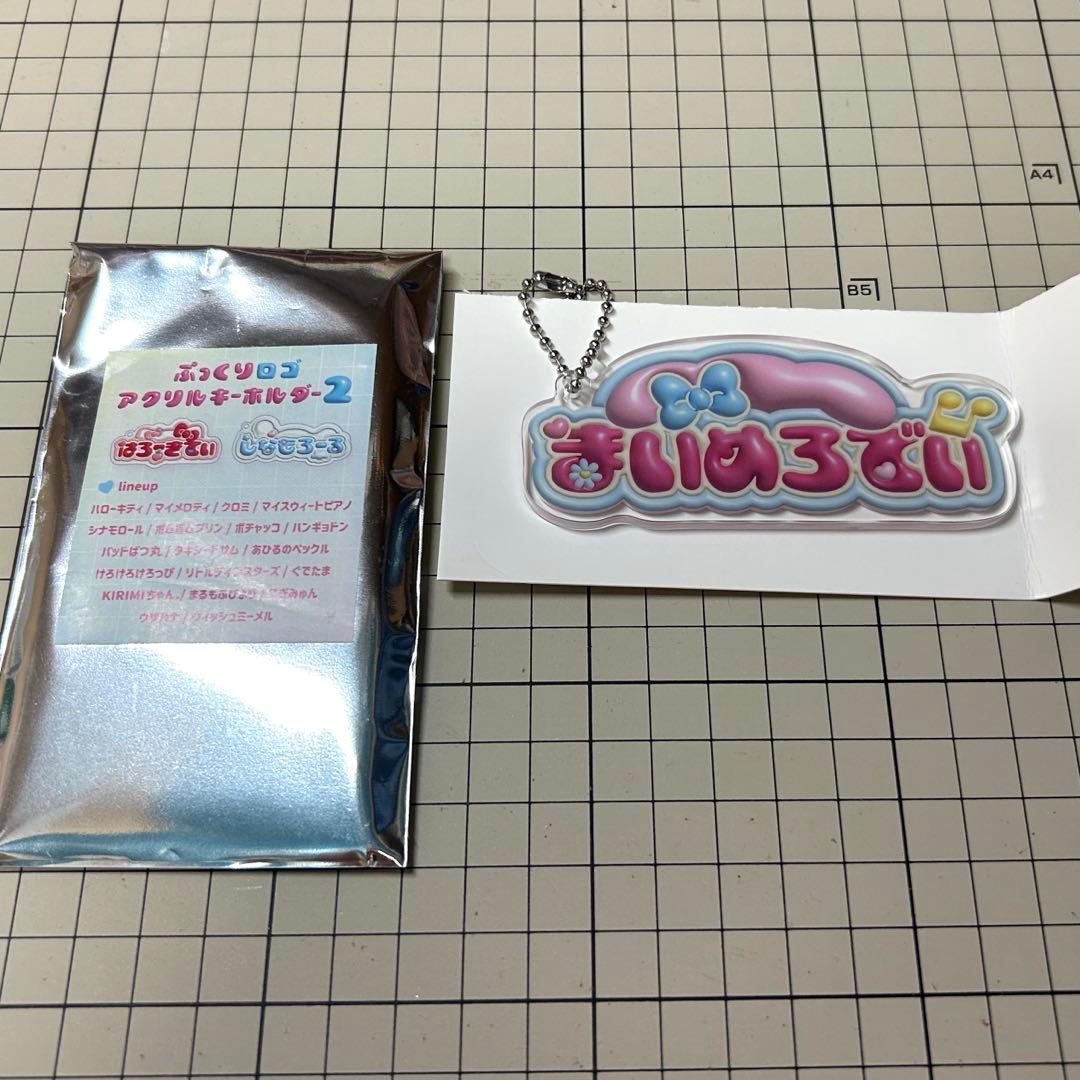 A4
B5
ぷっくりロゴ
アクリルキーホルダー2
はろーきてぃ しなもろーる
lineup
ハローキティ / マイメロディ / クロミ / マイスウィートピアノ
シナモロール / ポムポムプリン / ポチャッコ / ハンギョドン
バッドばつ丸 / タキシードサム / あひるのペックル
けろけろけろっぴ / リトルツインスターズ / ぐでたま
KIRIMIちゃん. / まるもふびより / こぎみゅん
ウサハナ / ウィッシュミーメル
まいめろでぃ